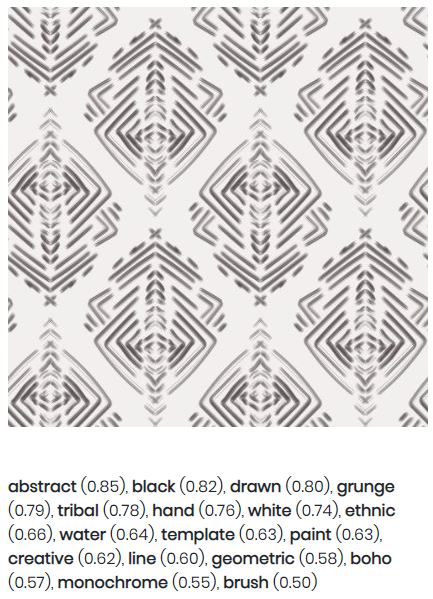 abstract (0.85), black (0.82), drawn (0.80), grunge
(0.79), tribal (0.78), hand (0.76), white (0.74), ethnic
(0.66), water (0.64), template (0.63), paint (0.63),
creative (0.62), line (0.60), geometric (0.58), boho
(0.57), monochrome (0.55), brush (0.50)